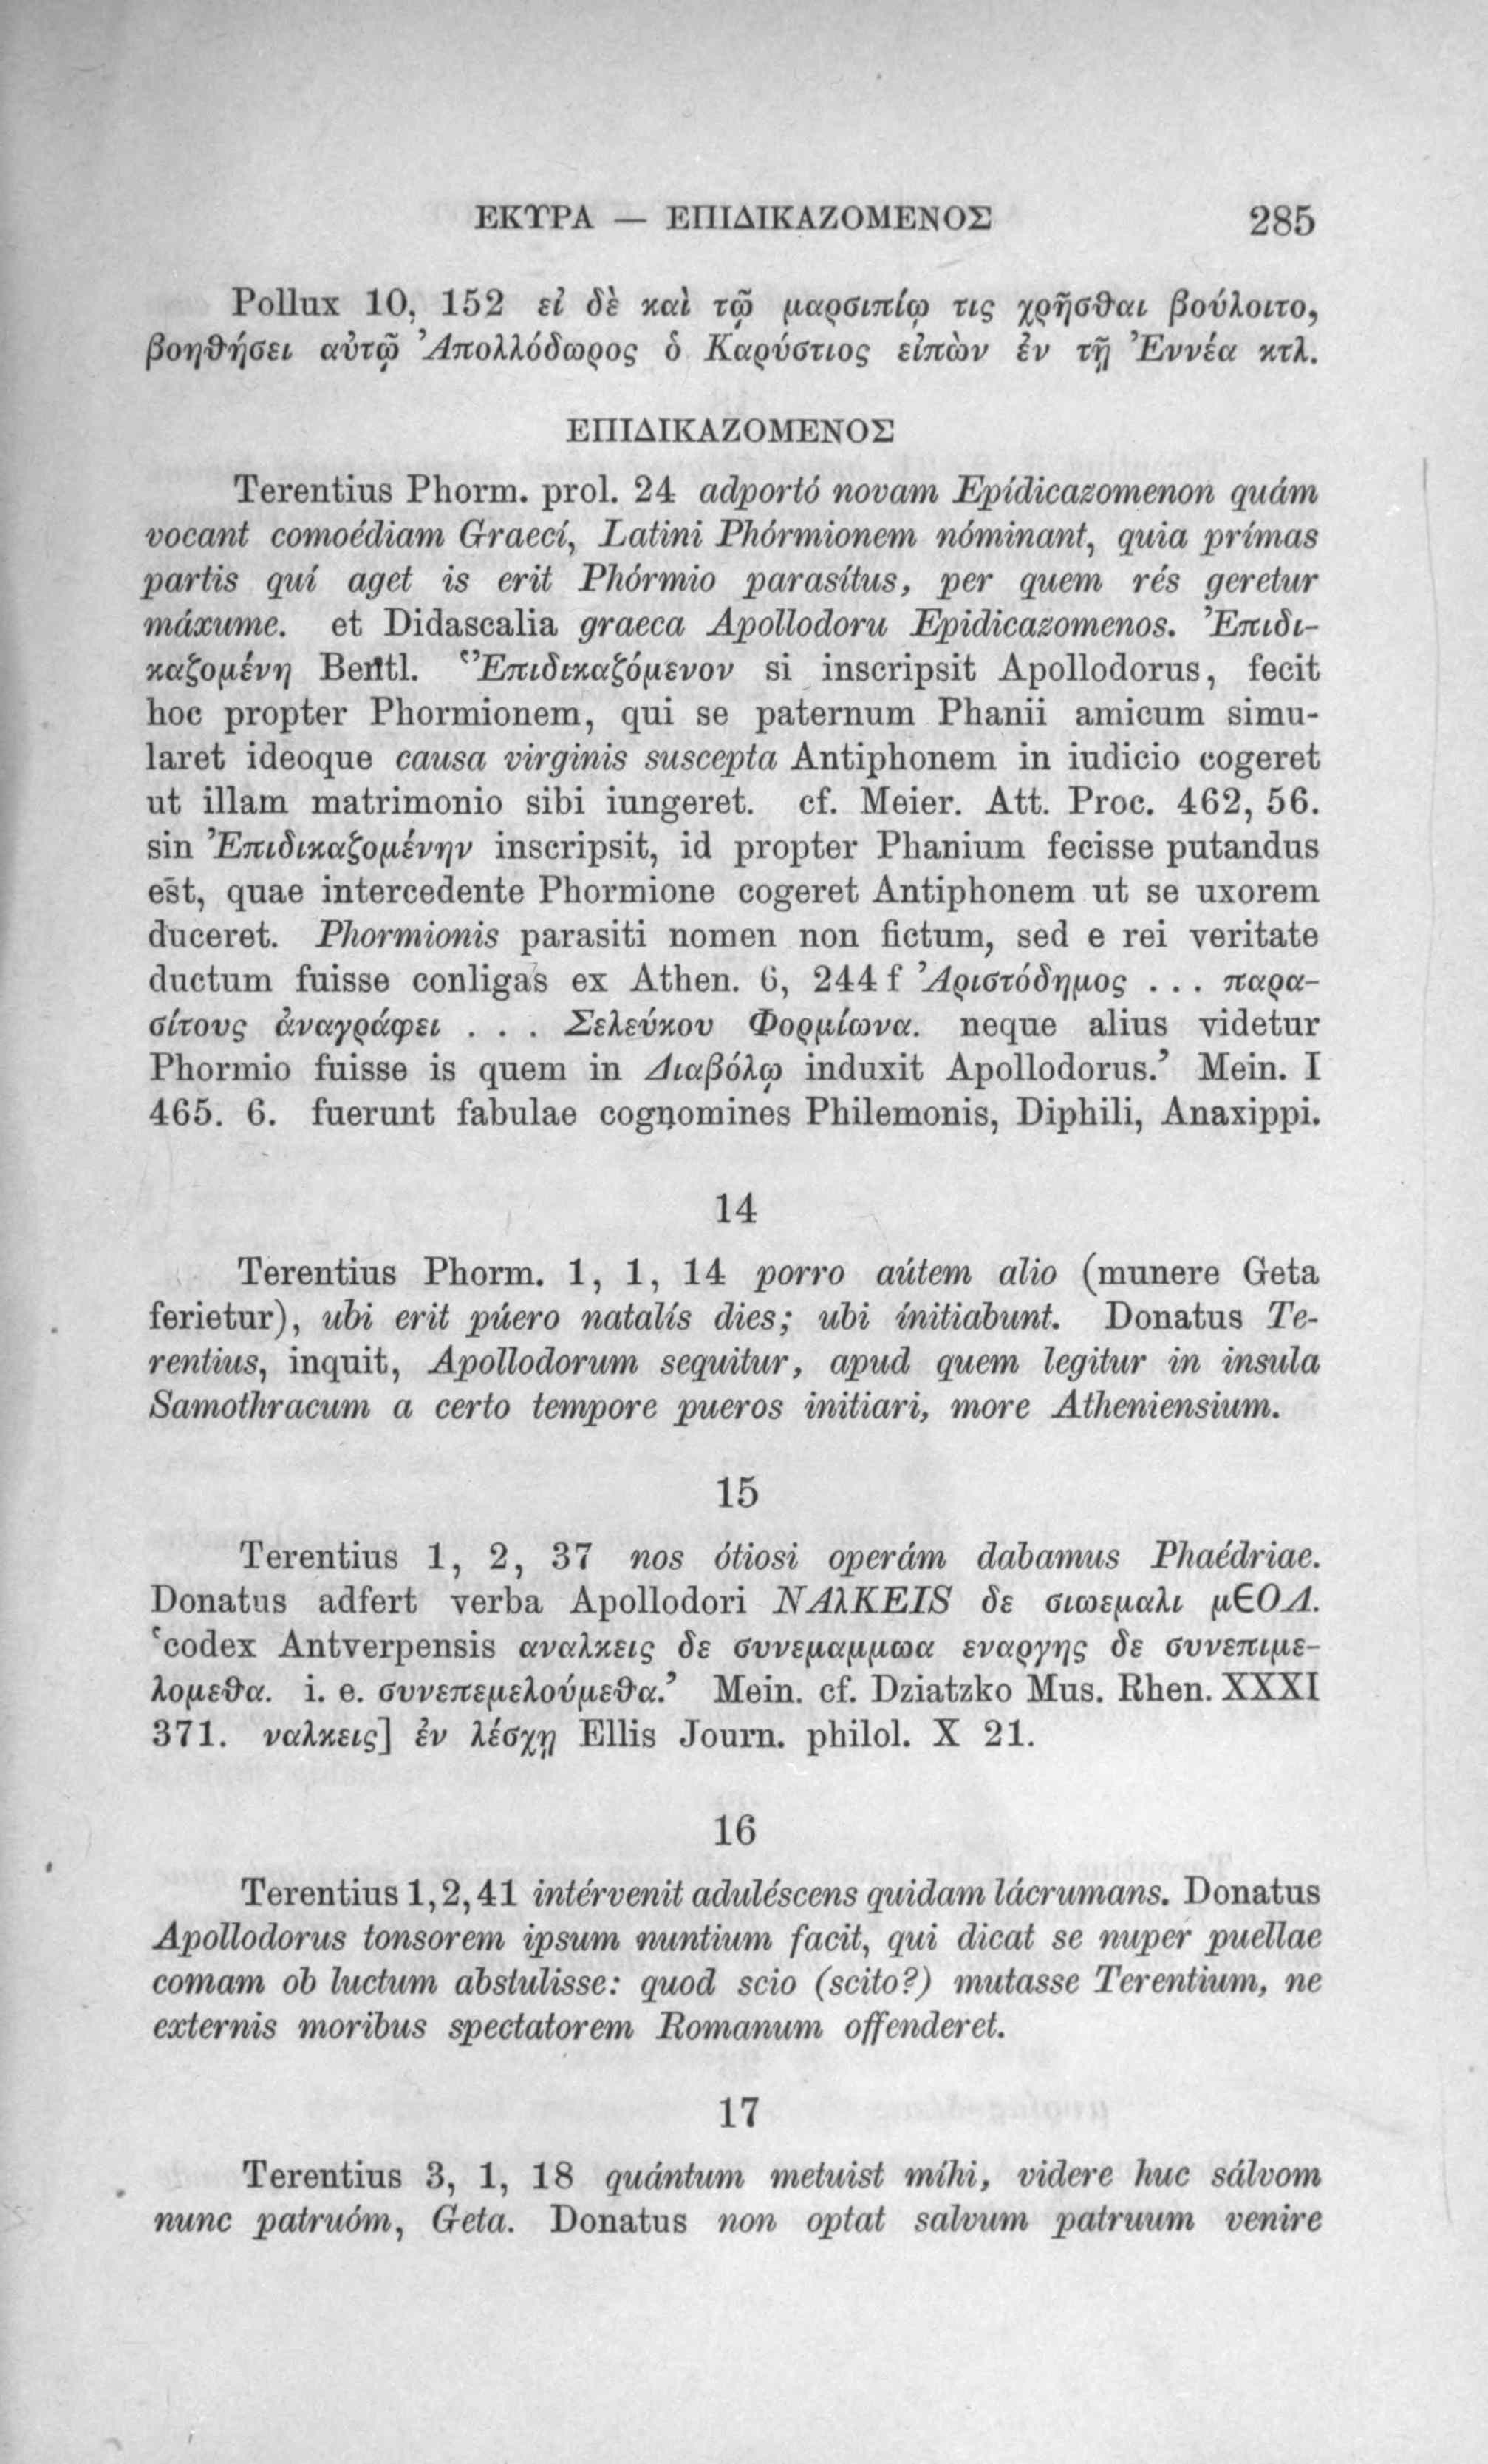 ΕΚΥΡΑ — ΕΠΙΔΙΚΑΖΟΜΕΝΟΣ 285
Pollux 10, 152 εἰ δὲ καὶ τῷ μαρσιπίῳ τις χρῆσθαι βούλοιτο,
βοηθήσει αὐτῷ Ἀπολλόδωρος ὁ Καρύστιος εἰπὼν ἐν τῇ Ἐννέα κτλ.
ΕΠΙΔΙΚΑΖΟΜΕΝΟΣ
Terentius Phorm. prol. 24 adportó novam Epídicazomenon quám
vocant comoédiam Graecí, Latini Phórmionem nóminant, quia prímas
partis quí aget is erit Phórmio parasítus, per quem rés geretur
máxume. et Didascalia graeca Apollodoru Epidicazomenos. Ἐπιδι-
καζομένη Bentl. ‘Ἐπιδικαζόμενον si inscripsit Apollodorus, fecit
hoc propter Phormionem, qui se paternum Phanii amicum simu-
laret ideoque causa virginis suscepta Antiphonem in iudicio cogeret
ut illam matrimonio sibi iungeret. cf. Meier. Att. Proc. 462, 56.
sin Ἐπιδικαζομένην inscripsit, id propter Phanium fecisse putandus
est, quae intercedente Phormione cogeret Antiphonem ut se uxorem
duceret. Phormionis parasiti nomen non fictum, sed e rei veritate
ductum fuisse conligas ex Athen. 6, 244 f Ἀριστόδημος ... παρα-
σίτους ἀναγράφει ... Σελεύκου Φορμίωνα. neque alius videtur
Phormio fuisse is quem in Διαβόλῳ induxit Apollodorus.’ Mein. I
465. 6. fuerunt fabulae cognomines Philemonis, Diphili, Anaxippi.
14
Terentius Phorm. 1, 1, 14 porro aútem alio (munere Geta
ferietur), ubi erit púero natalís dies; ubi ínitiabunt. Donatus Te-
rentius, inquit, Apollodorum sequitur, apud quem legitur in insula
Samothracum a certo tempore pueros initiari, more Atheniensium.
15
Terentius 1, 2, 37 nos ótiosi operám dabamus Phaédriae.
Donatus adfert verba Apollodori NAλKEIS δε σιωεμαλι μЄΟΛ.
‘codex Antverpensis αναλκεις δε συνεμαμμωα εναργης δε συνεπιμε-
λομεθα. i. e. συνεπεμελούμεθα.’ Mein. cf. Dziatzko Mus. Rhen. XXXI
371. ναλκεις] ἐν λέσχῃ Ellis Journ. philol. X 21.
16
Terentius 1, 2, 41 intérvenit aduléscens quidam lácrumans. Donatus
Apollodorus tonsorem ipsum nuntium facit, qui dicat se nuper puellae
comam ob luctum abstulisse: quod scio (scito?) mutasse Terentium, ne
externis moribus spectatorem Romanum offenderet.
17
Terentius 3, 1, 18 quántum metuist míhi, videre huc sálvom
nunc patruóm, Geta. Donatus non optat salvum patruum venire